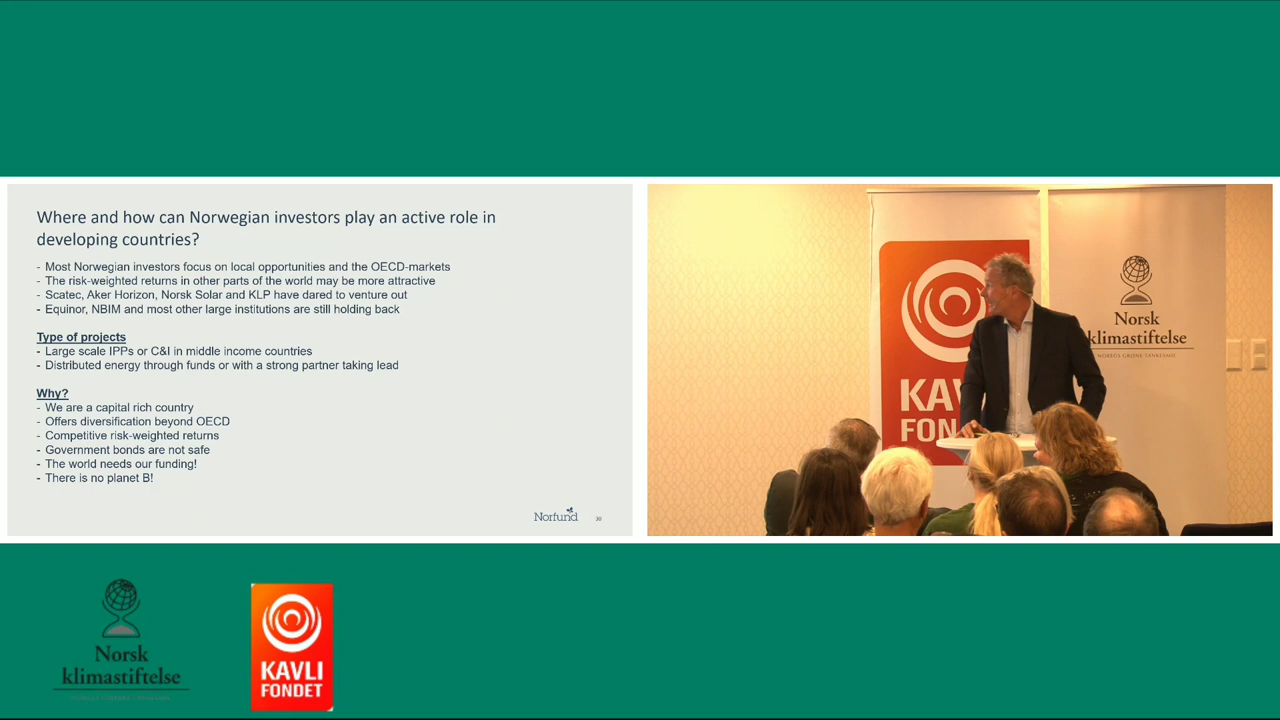 Where and how can Norwegian investors play an active role in
developing countries?
- Most Norwegian investors focus on local opportunities and the OECD-markets
- The risk-weighted returns in other parts of the world may be more attractive
- Scatec, Aker Horizon, Norsk Solar and KLP have dared to venture out
- Equinor, NBIM and most other large institutions are still holding back
Type of projects
- Large scale IPPs or C&I in middle income countries
- Distributed energy through funds or with a strong partner taking lead
Why?
- We are a capital rich country
- Offers diversification beyond OECD
- Competitive risk-weighted returns
- Government bonds are not safe
- The world needs our funding!
- There is no planet B!
Norfund
KAV
FON
Norsk
klimastiftelse
NORGES GRØNNE TANKESMIE
Norsk
klimastiftelse
KAVLI
FONDET